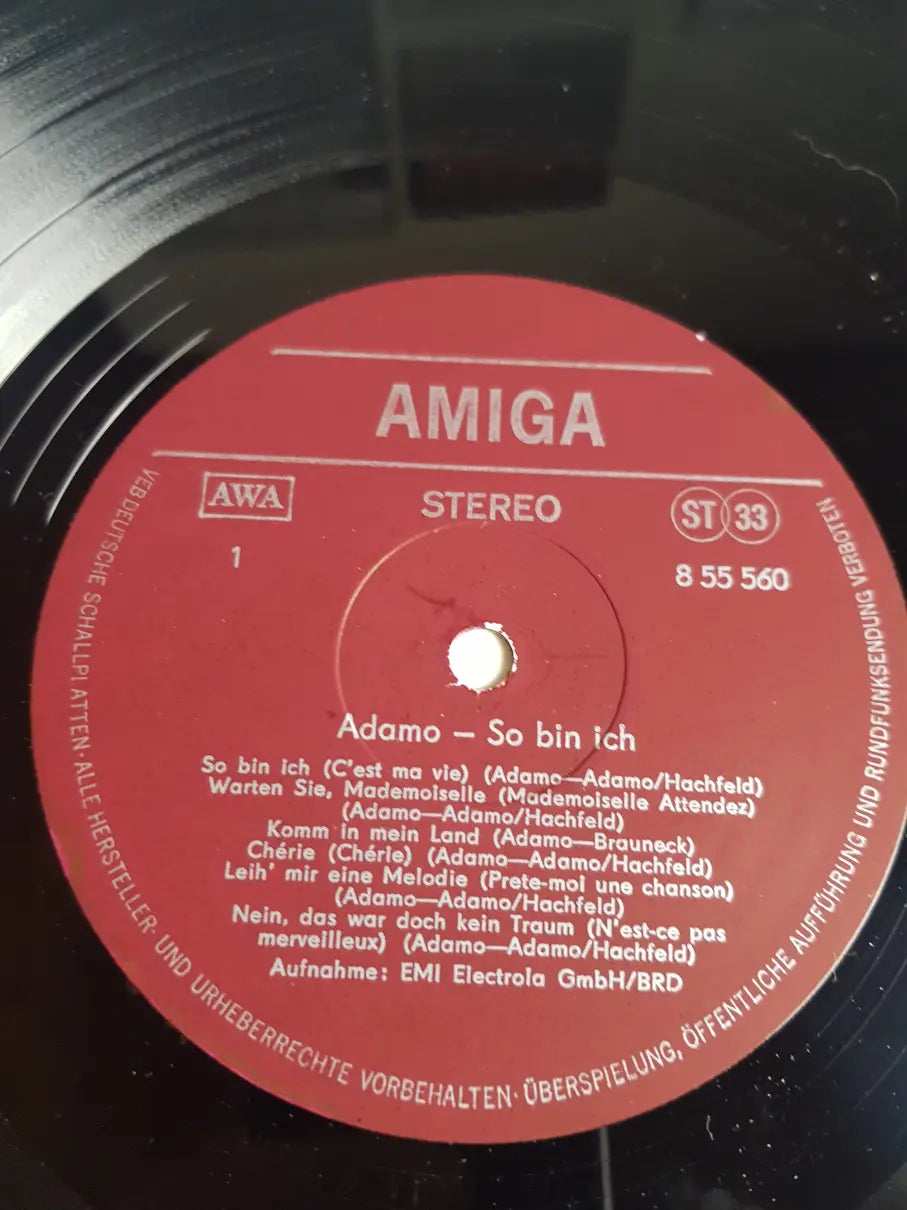 AMIGA
AWA
STEREO
ST 33
1
8 55 560
Adamo – So bin ich
So bin ich (C'est ma vie) (Adamo—Adamo/Hachfeld)
Warten Sie, Mademoiselle (Mademoiselle Attendez)
(Adamo—Adamo/Hachfeld)
Komm in mein Land (Adamo—Brauneck)
Chérie (Chérie) (Adamo—Adamo/Hachfeld)
Leih' mir eine Melodie (Prete-moi une chanson)
(Adamo—Adamo/Hachfeld)
Nein, das war doch kein Traum (N'est-ce pas
merveilleux) (Adamo—Adamo/Hachfeld)
Aufnahme: EMI Electrola GmbH/BRD
VEB DEUTSCHE SCHALLPLATTEN · ALLE HERSTELLER- UND URHEBERRECHTE VORBEHALTEN · ÜBERSPIELUNG, ÖFFENTLICHE AUFFÜHRUNG UND RUNDFUNKSENDUNG VERBOTEN